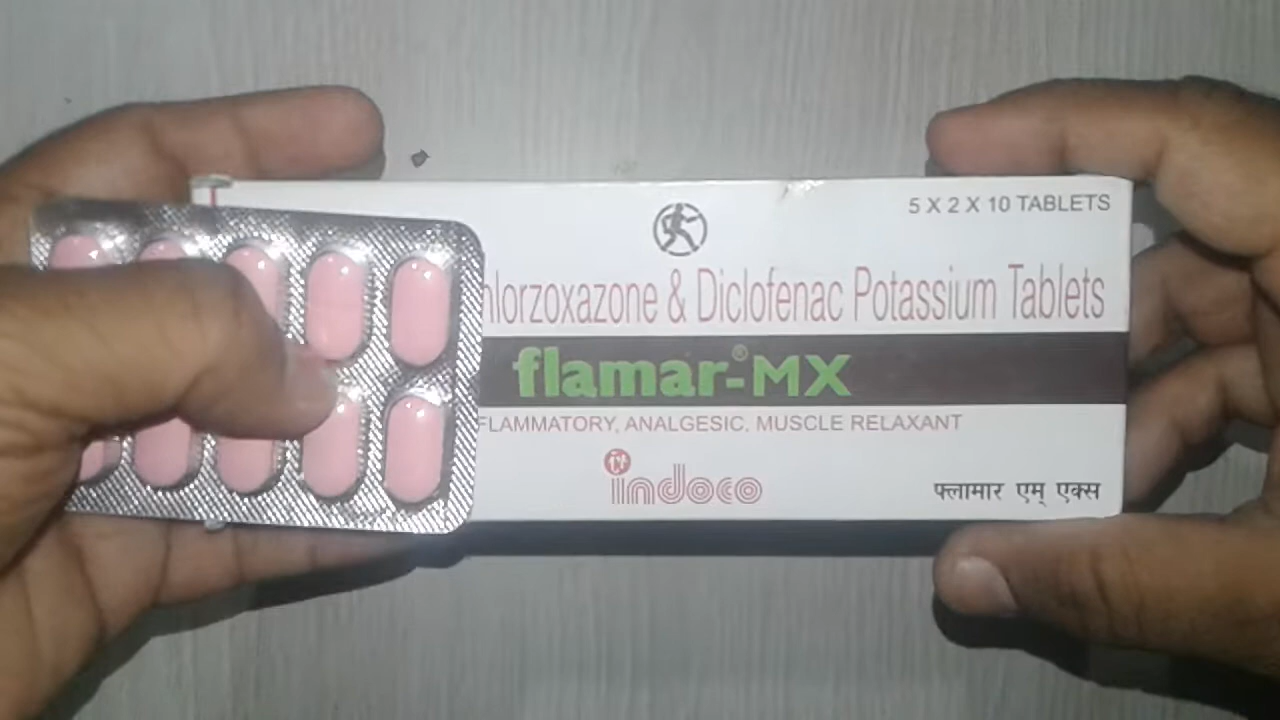 5 X 2 X 10 TABLETS
hlorzoxazone & Diclofenac Potassium Tablets
flamar®-MX
FLAMMATORY, ANALGESIC, MUSCLE RELAXANT
indoco
फ्लामार एम् एक्स